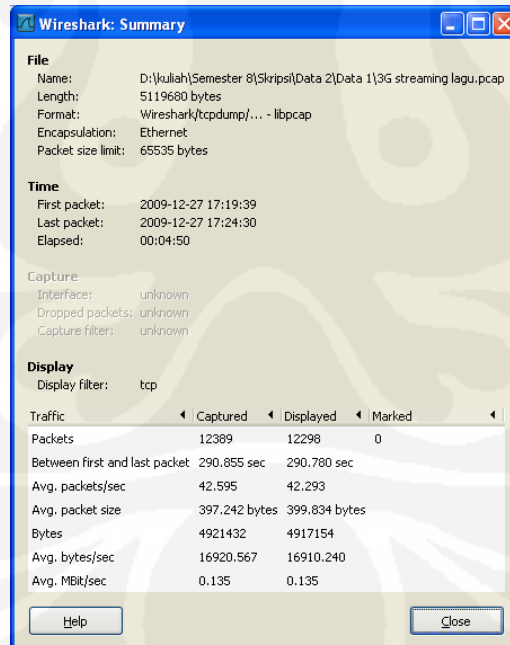 Wireshark: Summary
File
Name: D:\kuliah\Semester 8\Skripsi\Data 2\Data 1\3G streaming lagu.pcap
Length: 5119680 bytes
Format: Wireshark/tcpdump/... - libpcap
Encapsulation: Ethernet
Packet size limit: 65535 bytes
Time
First packet: 2009-12-27 17:19:39
Last packet: 2009-12-27 17:24:30
Elapsed: 00:04:50
Capture
Interface: unknown
Dropped packets: unknown
Capture filter: unknown
Display
Display filter: tcp
Traffic Captured Displayed Marked
Packets 12389 12298 0
Between first and last packet 290.855 sec 290.780 sec
Avg. packets/sec 42.595 42.293
Avg. packet size 397.242 bytes 399.834 bytes
Bytes 4921432 4917154
Avg. bytes/sec 16920.567 16910.240
Avg. MBit/sec 0.135 0.135
Help Close